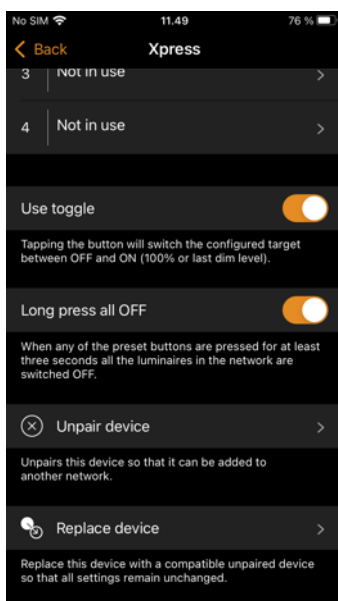 No SIM 11.49 76 %
Back Xpress
3 Not in use
4 Not in use
Use toggle
Tapping the button will switch the configured target
between OFF and ON (100% or last dim level).
Long press all OFF
When any of the preset buttons are pressed for at least
three seconds all the luminaires in the network are
switched OFF.
Unpair device
Unpairs this device so that it can be added to
another network.
Replace device
Replace this device with a compatible unpaired device
so that all settings remain unchanged.